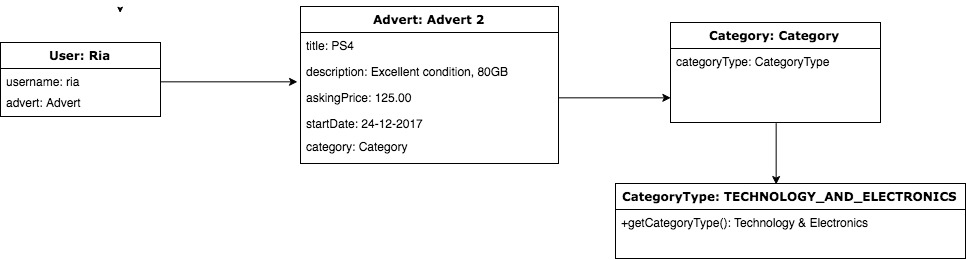 User: Ria
username: ria
advert: Advert
Advert: Advert 2
title: PS4
description: Excellent condition, 80GB
askingPrice: 125.00
startDate: 24-12-2017
category: Category
Category: Category
categoryType: CategoryType
CategoryType: TECHNOLOGY_AND_ELECTRONICS
+getCategoryType(): Technology & Electronics